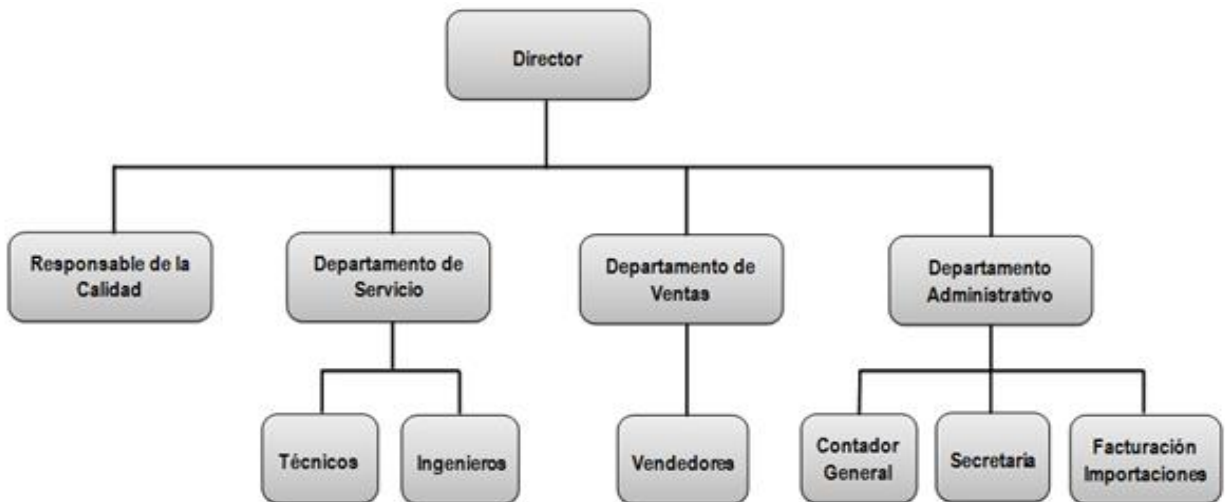 Director
Responsable de la
Calidad
Departamento de
Servicio
Departamento de
Ventas
Departamento
Administrativo
Técnicos
Ingenieros
Vendedores
Contador
General
Secretaria
Facturación
Importaciones